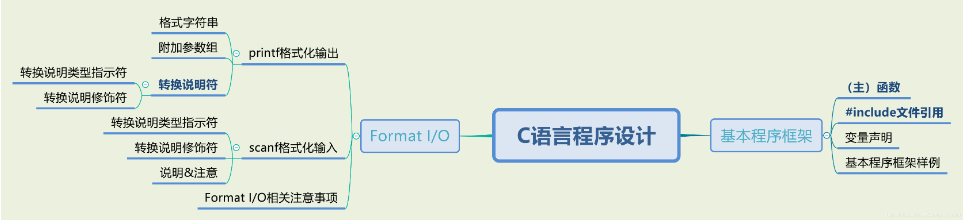 格式字符串
附加参数组
printf格式化输出
转换说明类型指示符
转换说明符
转换说明修饰符
转换说明类型指示符
转换说明修饰符
scanf格式化输入
说明&注意
Format I/O相关注意事项
Format I/O
C语言程序设计
基本程序框架
（主）函数
#include文件引用
变量声明
基本程序框架样例